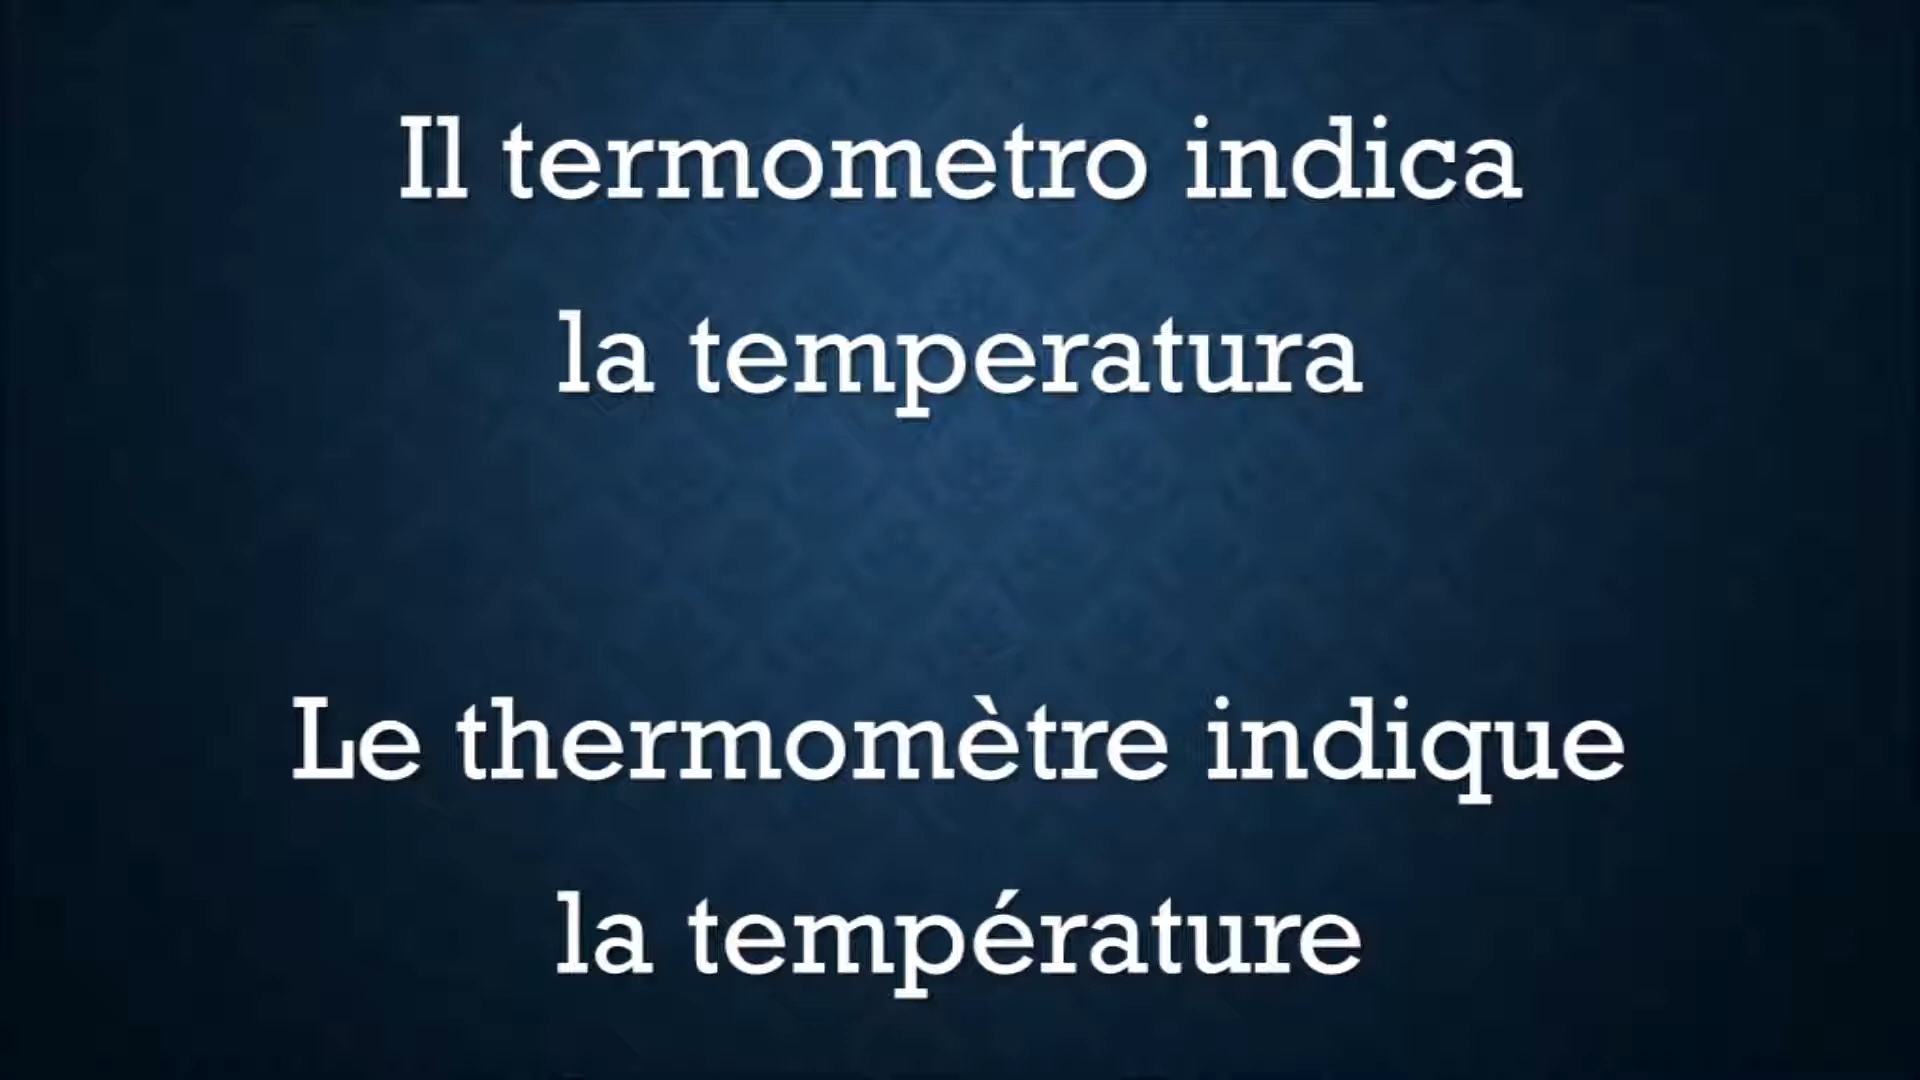 Il termometro indica
la temperatura
Le thermomètre indique
la température